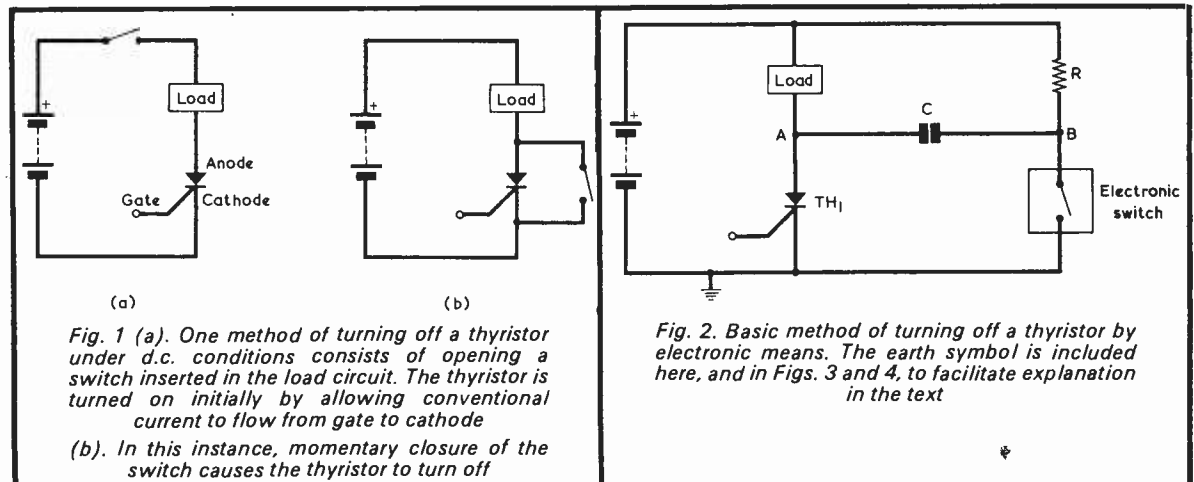 +
Load
Anode
Gate
Cathode
(a)
+
Load
(b)
Fig. 1 (a). One method of turning off a thyristor
under d.c. conditions consists of opening a
switch inserted in the load circuit. The thyristor is
turned on initially by allowing conventional
current to flow from gate to cathode
(b). In this instance, momentary closure of the
switch causes the thyristor to turn off
+
Load
R
C
A
B
TH1
Electronic
switch
Fig. 2. Basic method of turning off a thyristor by
electronic means. The earth symbol is included
here, and in Figs. 3 and 4, to facilitate explanation
in the text